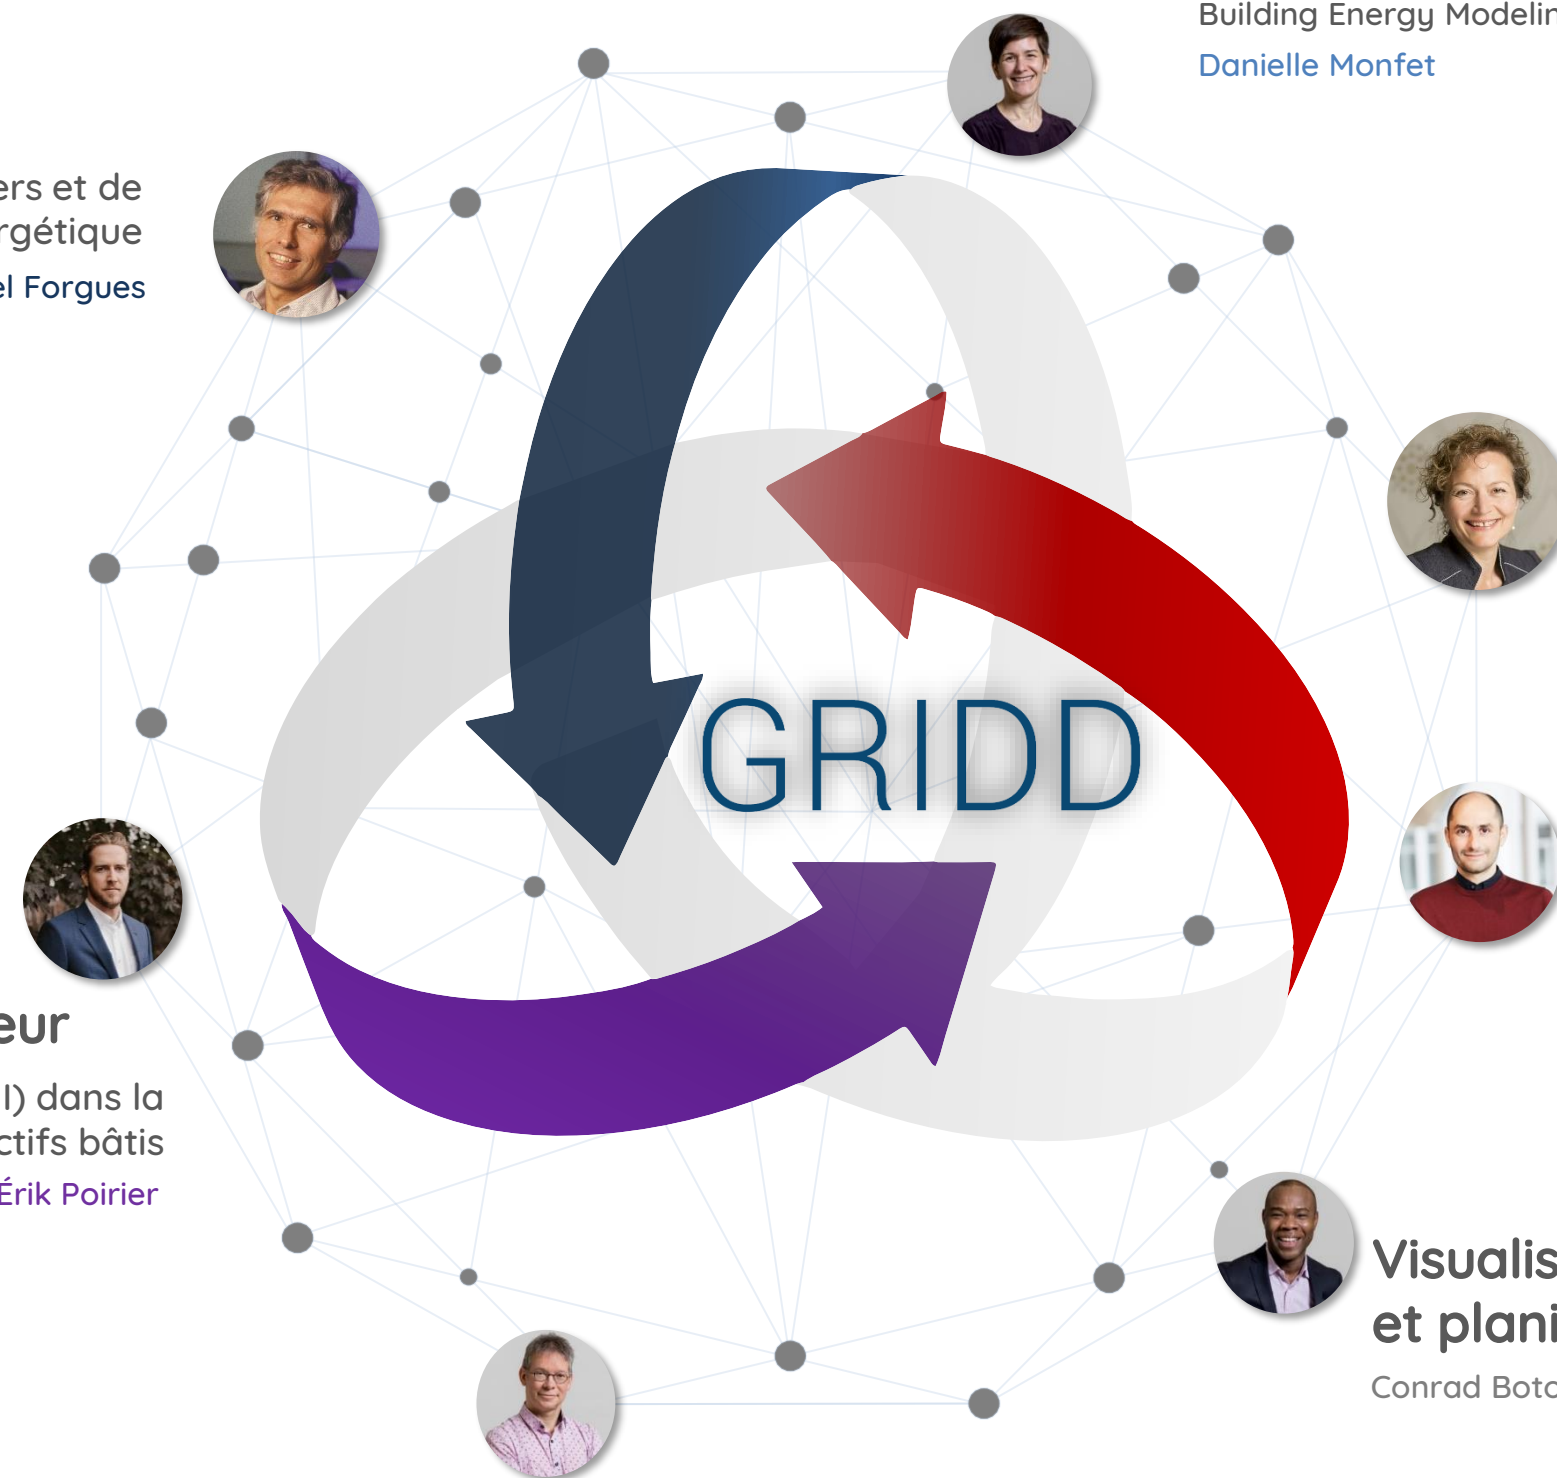 Building Energy Modelin
Danielle Monfet
ers et de
rgétique
el Forgues
GRIDD
eur
I) dans la
ctifs bâtis
Érik Poirier
Visualis
et plani
Conrad Boto